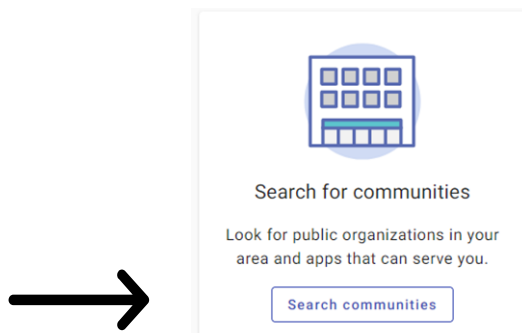 Search for communities
Look for public organizations in your
area and apps that can serve you.
Search communities